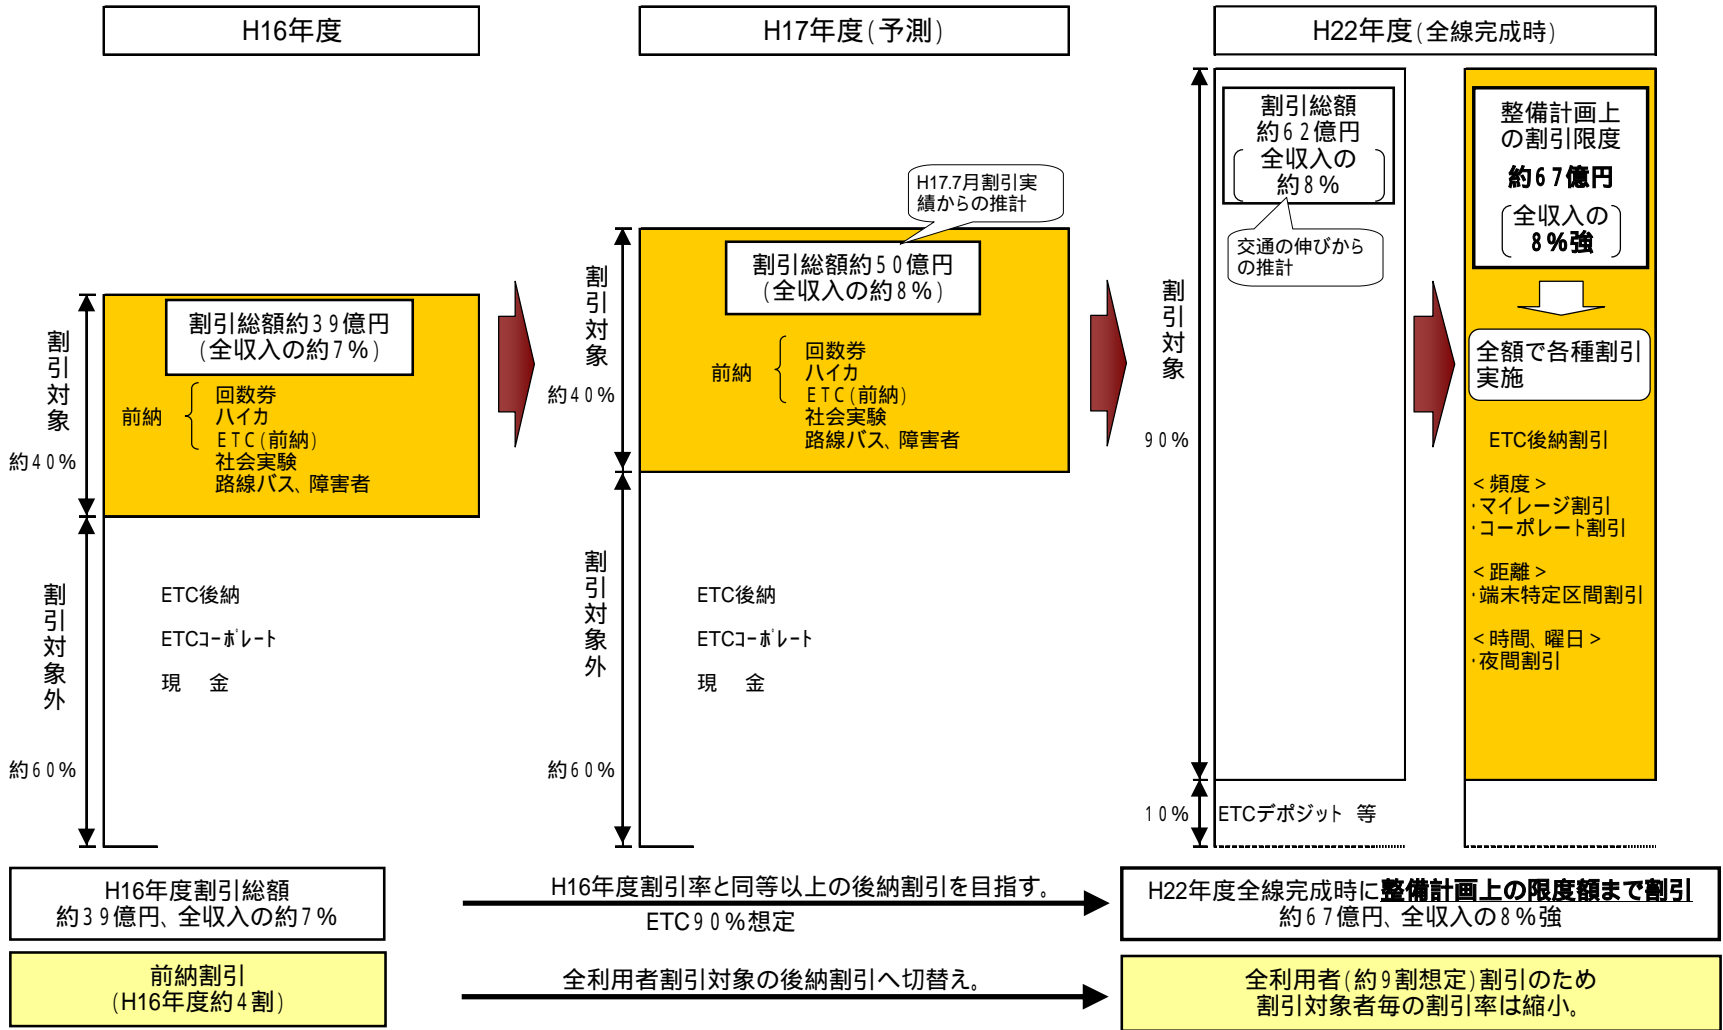 H16年度
H17年度(予測)
H22年度(全線完成時)
割引対象
約40%
割引総額約39億円
(全収入の約7%)
前納
回数券
ハイカ
ETC(前納)
社会実験
路線バス、障害者
割引対象外
約60%
ETC後納
ETCコーポレート
現 金
H17.7月割引実
績からの推計
割引対象
約40%
割引総額約50億円
(全収入の約8%)
前納
回数券
ハイカ
ETC(前納)
社会実験
路線バス、障害者
割引対象外
約60%
ETC後納
ETCコーポレート
現 金
割引対象
90%
割引総額
約62億円
全収入の
約8%
交通の伸びから
の推計
10%
ETCデポジット 等
整備計画上
の割引限度
約67億円
全収入の
8%強
全額で各種割引
実施
ETC後納割引
<頻度>
・マイレージ割引
・コーポレート割引
<距離>
・端末特定区間割引
<時間、曜日>
・夜間割引
H16年度割引総額
約39億円、全収入の約7%
H16年度割引率と同等以上の後納割引を目指す。
ETC90%想定
H22年度全線完成時に整備計画上の限度額まで割引
約67億円、全収入の8%強
前納割引
(H16年度約4割)
全利用者割引対象の後納割引へ切替え。
全利用者(約9割想定)割引のため
割引対象者毎の割引率は縮小。